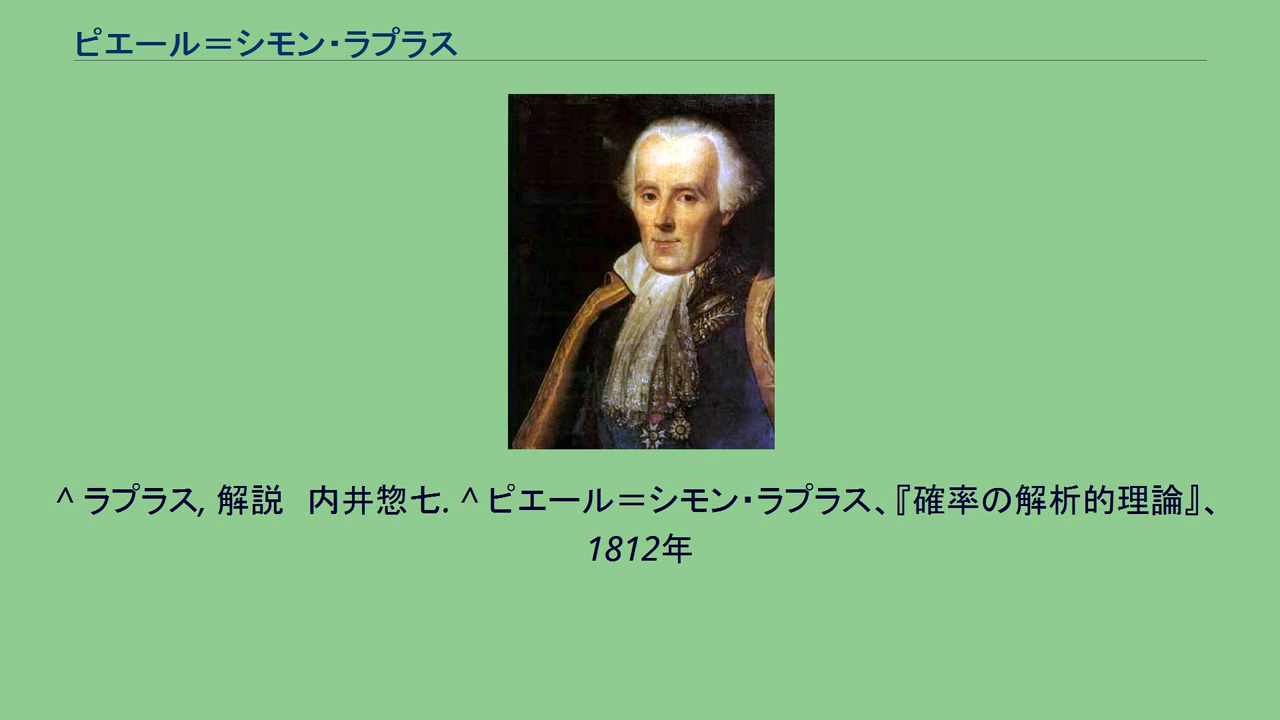 ピエール＝シモン・ラプラス
^ ラプラス, 解説　内井惣七. ^ ピエール＝シモン・ラプラス、『確率の解析的理論』、
1812年